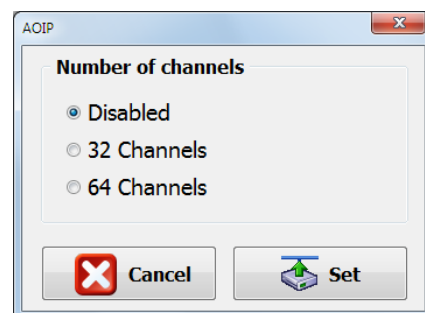 AOIP
Number of channels
Disabled
32 Channels
64 Channels
Cancel
Set